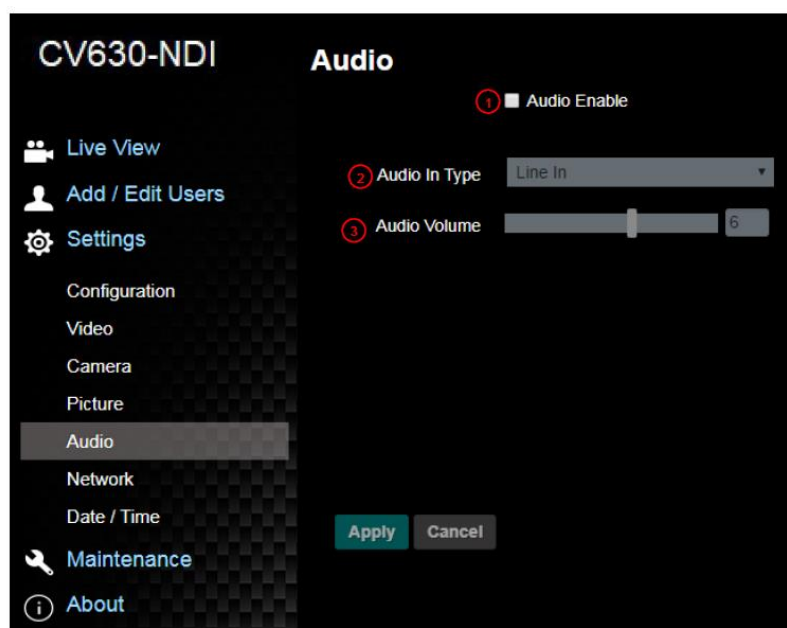 CV630-NDI
Live View
Add / Edit Users
Settings
Configuration
Video
Camera
Picture
Audio
Network
Date / Time
Maintenance
About
Audio
1 Audio Enable
2 Audio In Type Line In
3 Audio Volume 6
Apply Cancel